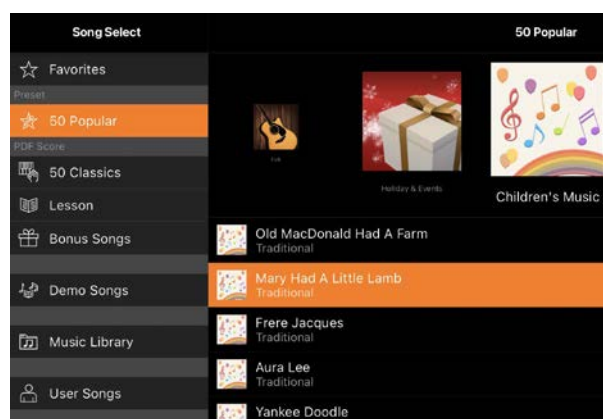 Song Select
50 Popular
Favorites
Preset
50 Popular
PDF Score
50 Classics
Lesson
Bonus Songs
Demo Songs
Music Library
User Songs
Folk
Holiday & Events
Children's Music
Old MacDonald Had A Farm
Traditional
Mary Had A Little Lamb
Traditional
Frere Jacques
Traditional
Aura Lee
Traditional
Yankee Doodle